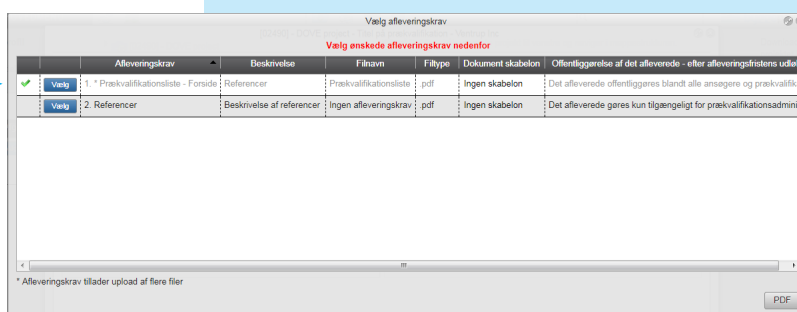 Vælg afleveringskrav
Vælg ønskede afleveringskrav nedenfor
Afleveringskrav Beskrivelse Filnavn Filtype Dokument skabelon Offentliggørelse af det afleverede - efter afleveringsfristens udløb
Vælg 1. * Prækvalifikationsliste - Forside Referencer Prækvalifikationsliste .pdf Ingen skabelon Det afleverede offentliggøres blandt alle ansøgere og prækvalifik
Vælg 2. Referencer Beskrivelse af referencer Ingen afleveringskrav .pdf Ingen skabelon Det afleverede gøres kun tilgængeligt for prækvalifikationsadmini
* Afleveringskrav tillader upload af flere filer
PDF